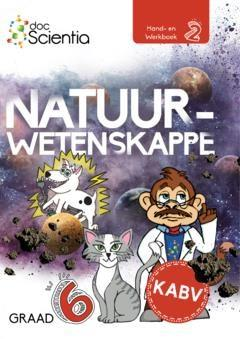 doc
Scientia
Hand- en
Werkboek 2
NATUUR-
WETENSKAPPE
GRAAD 6
KABV